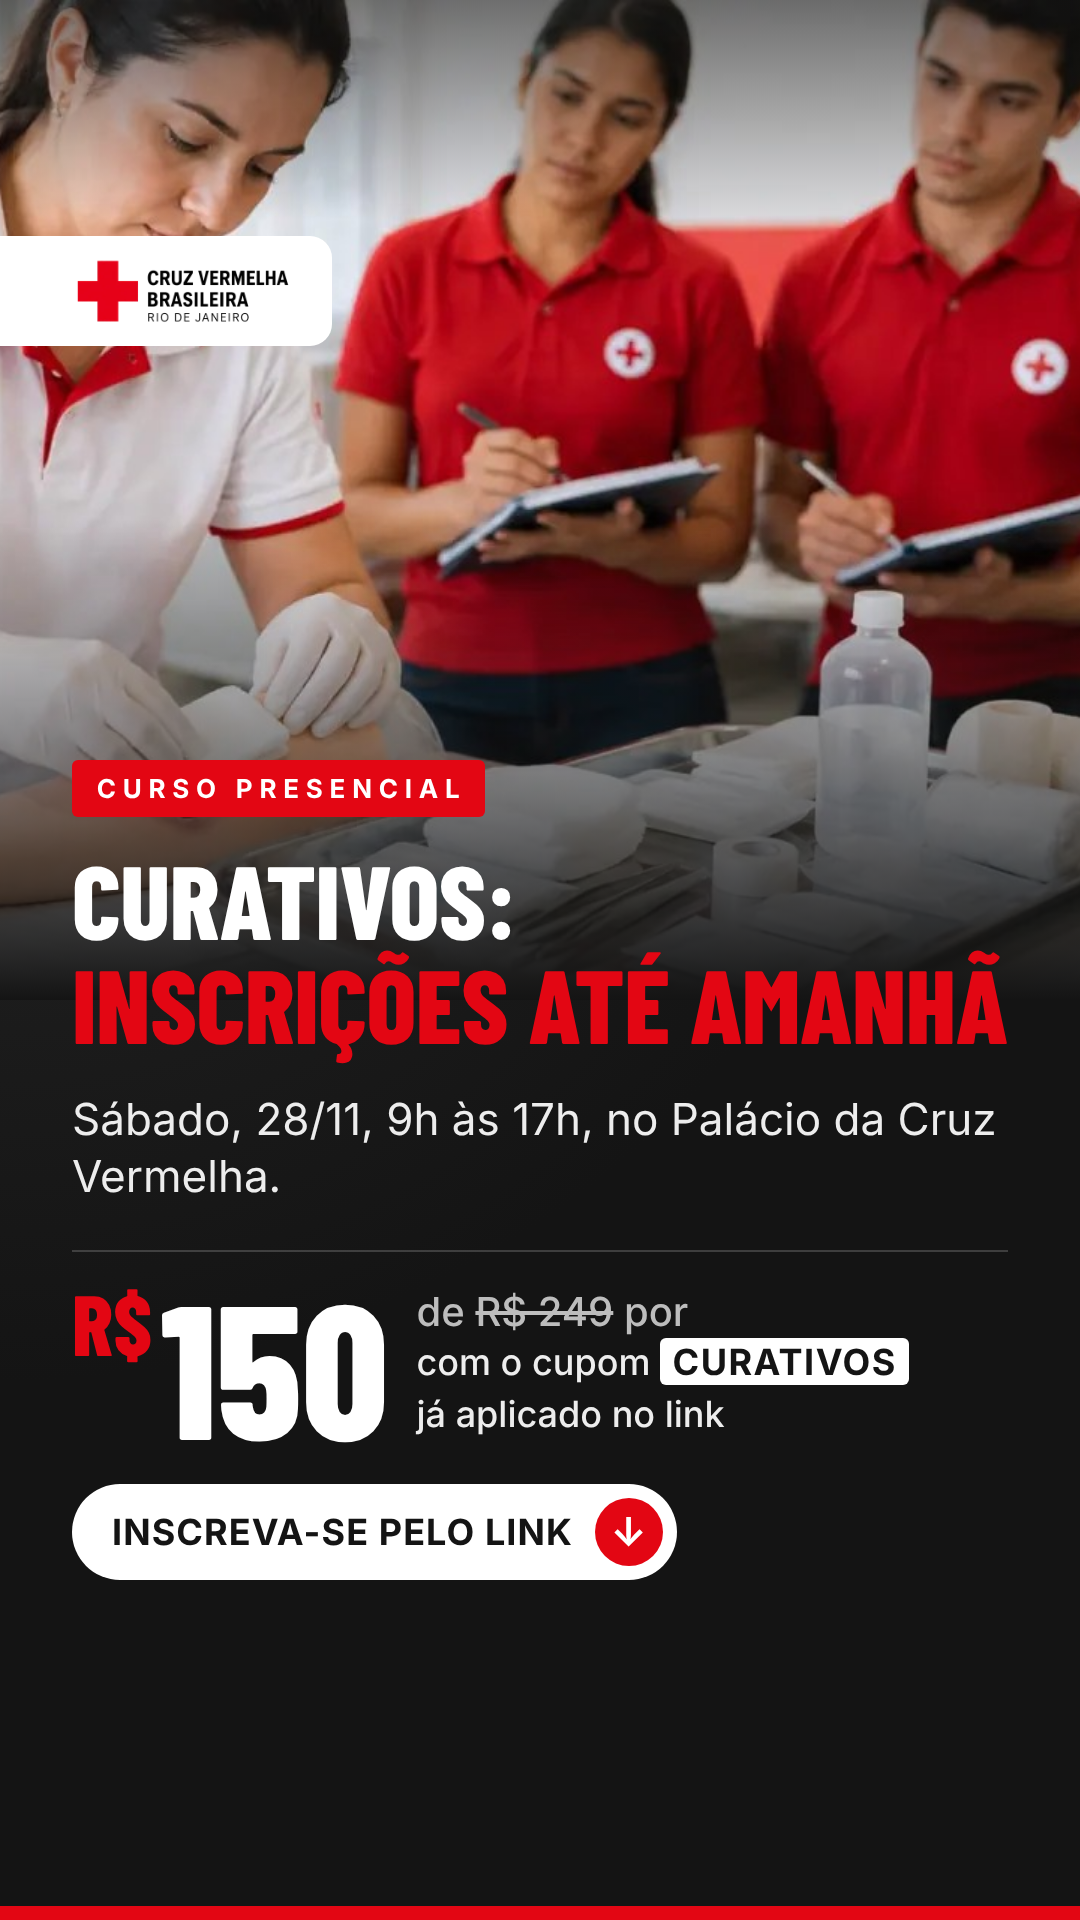 CRUZ VERMELHA
BRASILEIRA
RIO DE JANEIRO
CURSO PRESENCIAL
CURATIVOS:
INSCRIÇÕES ATÉ AMANHÃ
Sábado, 28/11, 9h às 17h, no Palácio da Cruz
Vermelha.
R$150
de R$ 249 por
com o cupom CURATIVOS
já aplicado no link
INSCREVA-SE PELO LINK